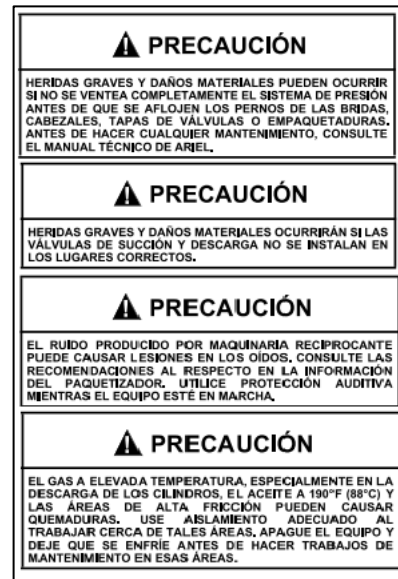 PRECAUCIÓN
HERIDAS GRAVES Y DAÑOS MATERIALES PUEDEN OCURRIR
SI NO SE VENTEA COMPLETAMENTE EL SISTEMA DE PRESIÓN
ANTES DE QUE SE AFLOJEN LOS PERNOS DE LAS BRIDAS,
CABEZALES, TAPAS DE VÁLVULAS O EMPAQUETADURAS.
ANTES DE HACER CUALQUIER MANTENIMIENTO, CONSULTE
EL MANUAL TÉCNICO DE ARIEL.
PRECAUCIÓN
HERIDAS GRAVES Y DAÑOS MATERIALES OCURRIRÁN SI LAS
VÁLVULAS DE SUCCIÓN Y DESCARGA NO SE INSTALAN EN
LOS LUGARES CORRECTOS.
PRECAUCIÓN
EL RUIDO PRODUCIDO POR MAQUINARIA RECIPROCANTE
PUEDE CAUSAR LESIONES EN LOS OÍDOS. CONSULTE LAS
RECOMENDACIONES AL RESPECTO EN LA INFORMACIÓN
DEL PAQUETIZADOR. UTILICE PROTECCIÓN AUDITIVA
MIENTRAS EL EQUIPO ESTÉ EN MARCHA.
PRECAUCIÓN
EL GAS A ELEVADA TEMPERATURA, ESPECIALMENTE EN LA
DESCARGA DE LOS CILINDROS, EL ACEITE A 190°F (88°C) Y
LAS ÁREAS DE ALTA FRICCIÓN PUEDEN CAUSAR
QUEMADURAS. USE AISLAMIENTO ADECUADO AL
TRABAJAR CERCA DE TALES ÁREAS. APAGUE EL EQUIPO Y
DEJE QUE SE ENFRÍE ANTES DE HACER TRABAJOS DE
MANTENIMIENTO EN ESAS ÁREAS.